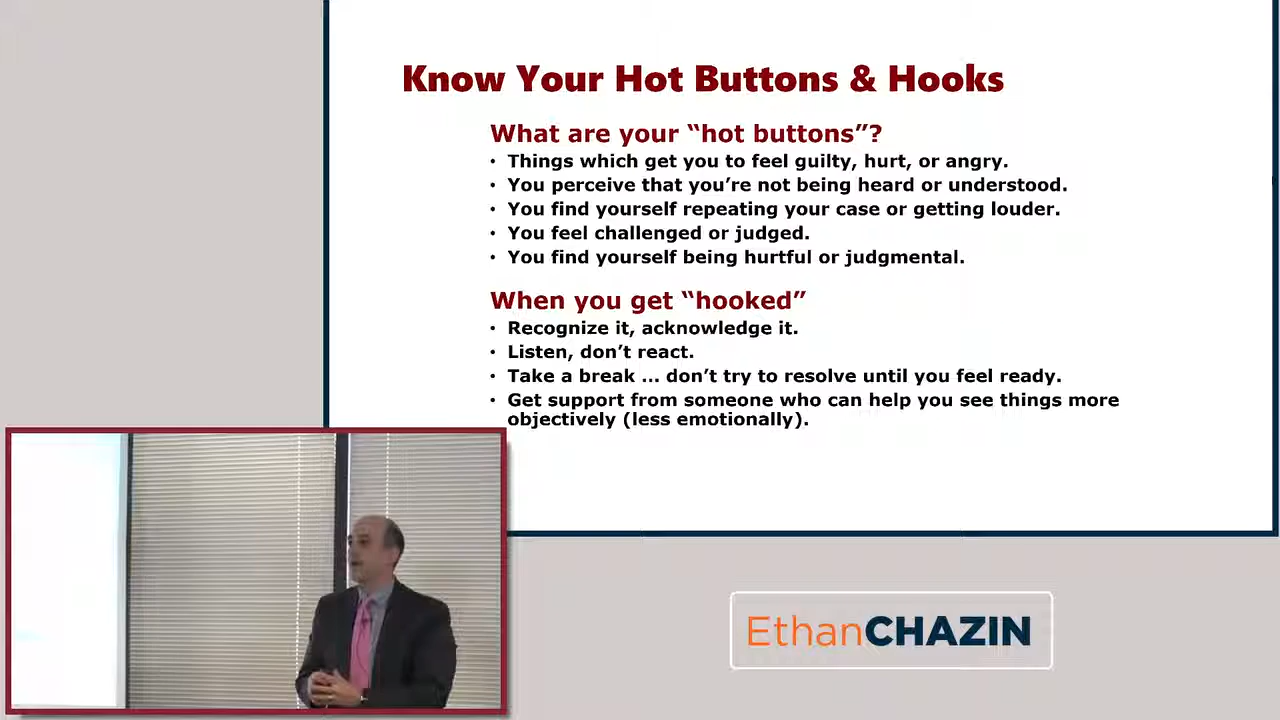 Know Your Hot Buttons & Hooks
What are your “hot buttons”?
• Things which get you to feel guilty, hurt, or angry.
• You perceive that you’re not being heard or understood.
• You find yourself repeating your case or getting louder.
• You feel challenged or judged.
• You find yourself being hurtful or judgmental.
When you get “hooked”
• Recognize it, acknowledge it.
• Listen, don’t react.
• Take a break ... don’t try to resolve until you feel ready.
• Get support from someone who can help you see things more
objectively (less emotionally).
EthanCHAZIN